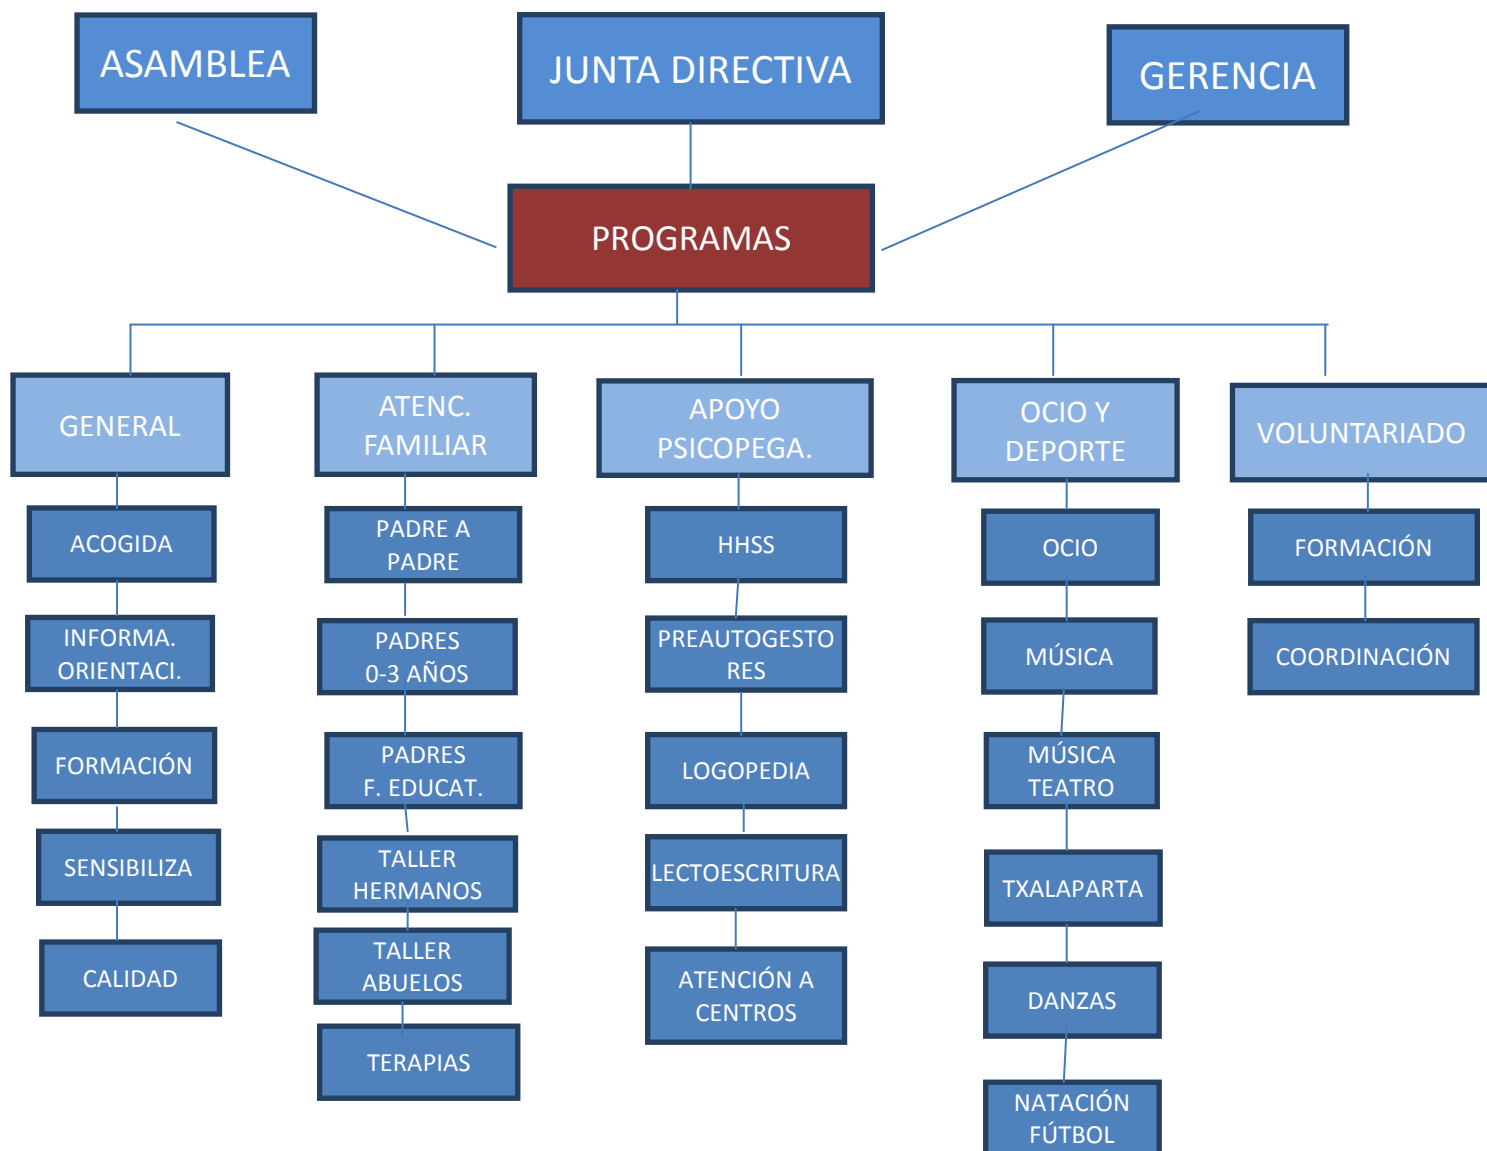 ASAMBLEA
JUNTA DIRECTIVA
GERENCIA
PROGRAMAS
GENERAL
ACOGIDA
INFORMA.
ORIENTACI.
FORMACIÓN
SENSIBILIZA
CALIDAD
ATENC.
FAMILIAR
PADRE A
PADRE
PADRES
0-3 AÑOS
PADRES
F. EDUCAT.
TALLER
HERMANOS
TALLER
ABUELOS
TERAPIAS
APOYO
PSICOPEGA.
HHSS
PREAUTOGESTO
RES
LOGOPEDIA
LECTOESCRITURA
ATENCIÓN A
CENTROS
OCIO Y
DEPORTE
OCIO
MÚSICA
MÚSICA
TEATRO
TXALAPARTA
DANZAS
NATACIÓN
FÚTBOL
VOLUNTARIADO
FORMACIÓN
COORDINACIÓN